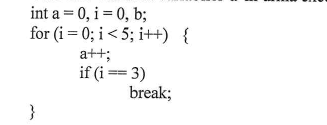 int a = 0, i = 0, b;
for (i = 0; i < 5; i++) {
a++;
if (i == 3)
break;
}